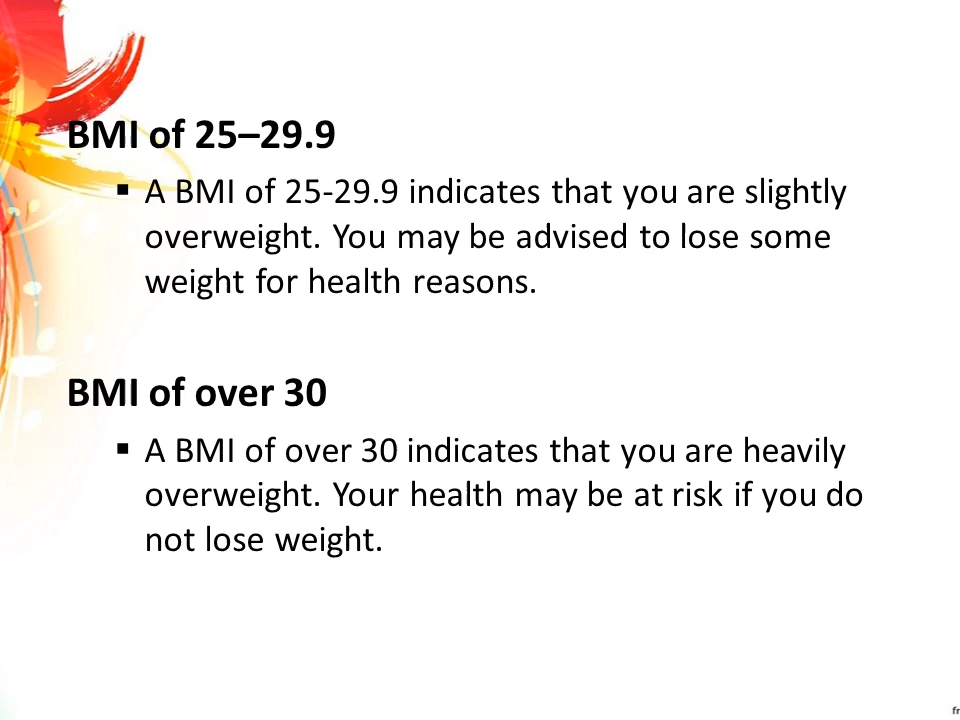 BMI of 25–29.9
▪ A BMI of 25-29.9 indicates that you are slightly
overweight. You may be advised to lose some
weight for health reasons.
BMI of over 30
▪ A BMI of over 30 indicates that you are heavily
overweight. Your health may be at risk if you do
not lose weight.
fr